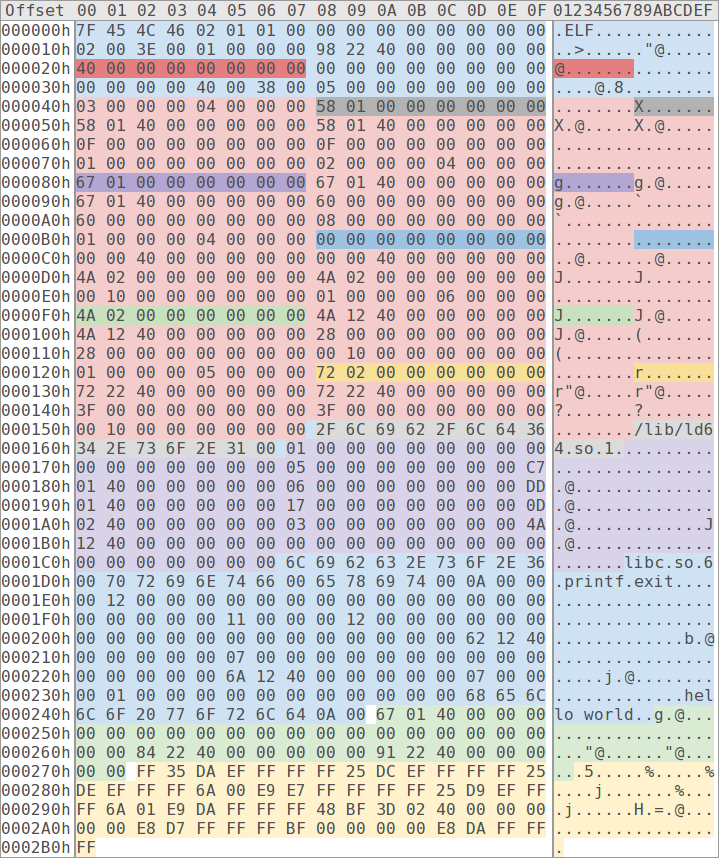 Offset 00 01 02 03 04 05 06 07 08 09 0A 0B 0C 0D 0E 0F 0123456789ABCDEF
000000h 7F 45 4C 46 02 01 01 00 00 00 00 00 00 00 00 00 .ELF............
000010h 02 00 3E 00 01 00 00 00 98 22 40 00 00 00 00 00 ..>......"@.....
000020h 40 00 00 00 00 00 00 00 00 00 00 00 00 00 00 00 @...............
000030h 00 00 00 00 40 00 38 00 05 00 00 00 00 00 00 00 ....@.8.........
000040h 03 00 00 00 04 00 00 00 58 01 00 00 00 00 00 00 ........X.......
000050h 58 01 40 00 00 00 00 00 58 01 40 00 00 00 00 00 X.@.....X.@.....
000060h 0F 00 00 00 00 00 00 00 0F 00 00 00 00 00 00 00 ................
000070h 01 00 00 00 00 00 00 00 02 00 00 00 04 00 00 00 ................
000080h 67 01 00 00 00 00 00 00 67 01 40 00 00 00 00 00 g.......g.@.....
000090h 67 01 40 00 00 00 00 00 60 00 00 00 00 00 00 00 g.@.....`.......
0000A0h 60 00 00 00 00 00 00 00 08 00 00 00 00 00 00 00 `...............
0000B0h 01 00 00 00 04 00 00 00 00 00 00 00 00 00 00 00 ................
0000C0h 00 00 40 00 00 00 00 00 00 00 40 00 00 00 00 00 ..@.......@.....
0000D0h 4A 02 00 00 00 00 00 00 4A 02 00 00 00 00 00 00 J.......J.......
0000E0h 00 10 00 00 00 00 00 00 01 00 00 00 06 00 00 00 ................
0000F0h 4A 02 00 00 00 00 00 00 4A 12 40 00 00 00 00 00 J.......J.@.....
000100h 4A 12 40 00 00 00 00 00 28 00 00 00 00 00 00 00 J.@.....(.......
000110h 28 00 00 00 00 00 00 00 00 10 00 00 00 00 00 00 (...............
000120h 01 00 00 00 05 00 00 00 72 02 00 00 00 00 00 00 ........r.......
000130h 72 22 40 00 00 00 00 00 72 22 40 00 00 00 00 00 r"@.....r"@.....
000140h 3F 00 00 00 00 00 00 00 3F 00 00 00 00 00 00 00 ?.......?.......
000150h 00 10 00 00 00 00 00 00 2F 6C 69 62 2F 6C 64 36 ......../lib/ld6
000160h 34 2E 73 6F 2E 31 00 01 00 00 00 00 00 00 00 00 4.so.1..........
000170h 00 00 00 00 00 00 00 05 00 00 00 00 00 00 00 C7 ................
000180h 01 40 00 00 00 00 00 06 00 00 00 00 00 00 00 DD .@..............
000190h 01 40 00 00 00 00 00 17 00 00 00 00 00 00 00 0D .@..............
0001A0h 02 40 00 00 00 00 00 03 00 00 00 00 00 00 00 4A .@.............J
0001B0h 12 40 00 00 00 00 00 00 00 00 00 00 00 00 00 00 .@..............
0001C0h 00 00 00 00 00 00 00 6C 69 62 63 2E 73 6F 2E 36 .......libc.so.6
0001D0h 00 70 72 69 6E 74 66 00 65 78 69 74 00 0A 00 00 .printf.exit....
0001E0h 00 12 00 00 00 00 00 00 00 00 00 00 00 00 00 00 ................
0001F0h 00 00 00 00 00 11 00 00 00 12 00 00 00 00 00 00 ................
000200h 00 00 00 00 00 00 00 00 00 00 00 00 00 62 12 40 .............b.@
000210h 00 00 00 00 00 07 00 00 00 00 00 00 00 00 00 00 ................
000220h 00 00 00 00 00 6A 12 40 00 00 00 00 00 07 00 00 .....j.@........
000230h 00 01 00 00 00 00 00 00 00 00 00 00 00 68 65 6C .............hel
000240h 6C 6F 20 77 6F 72 6C 64 0A 00 67 01 40 00 00 00 lo world..g.@...
000250h 00 00 00 00 00 00 00 00 00 00 00 00 00 00 00 00 ................
000260h 00 00 84 22 40 00 00 00 00 00 91 22 40 00 00 00 ..."@......"@...
000270h 00 00 FF 35 DA EF FF FF FF 25 DC EF FF FF FF 25 ...5.....%.....%
000280h DE EF FF FF 6A 00 E9 E7 FF FF FF FF 25 D9 EF FF ....j.......%...
000290h FF 6A 01 E9 DA FF FF FF 48 BF 3D 02 40 00 00 00 .j......H.=.@...
0002A0h 00 00 E8 D7 FF FF FF BF 00 00 00 00 E8 DA FF FF ................
0002B0h FF .